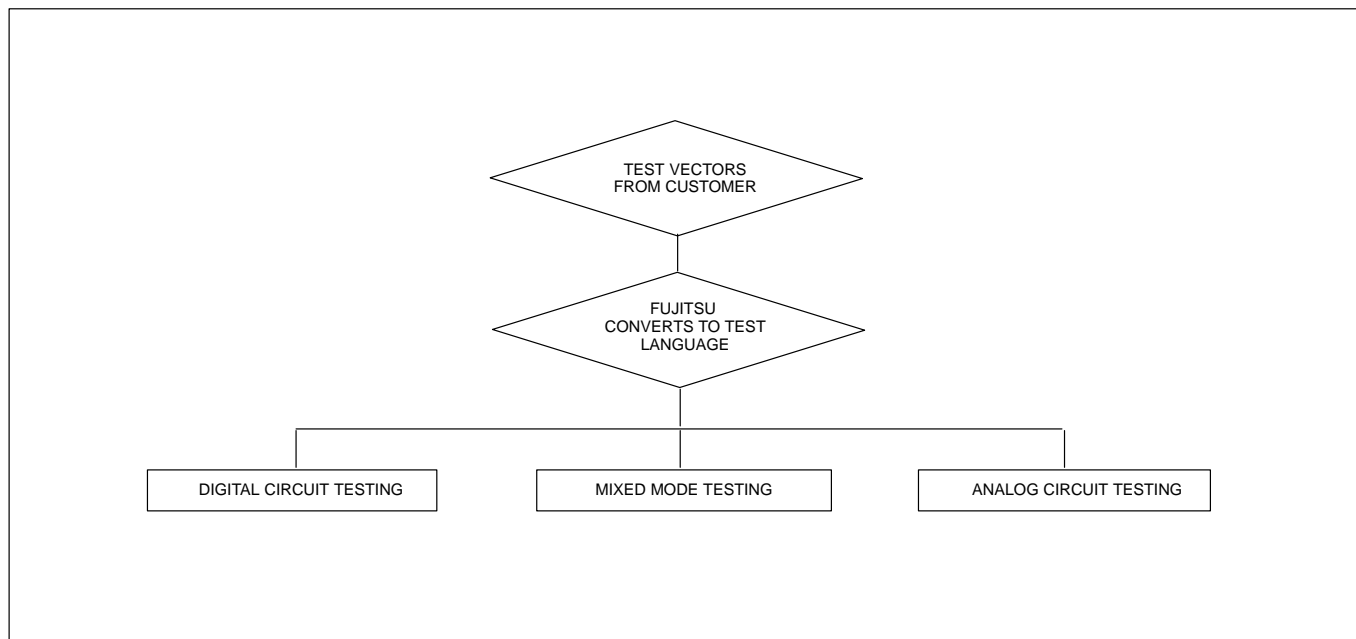 TEST VECTORS
FROM CUSTOMER
FUJITSU
CONVERTS TO TEST
LANGUAGE
DIGITAL CIRCUIT TESTING
MIXED MODE TESTING
ANALOG CIRCUIT TESTING